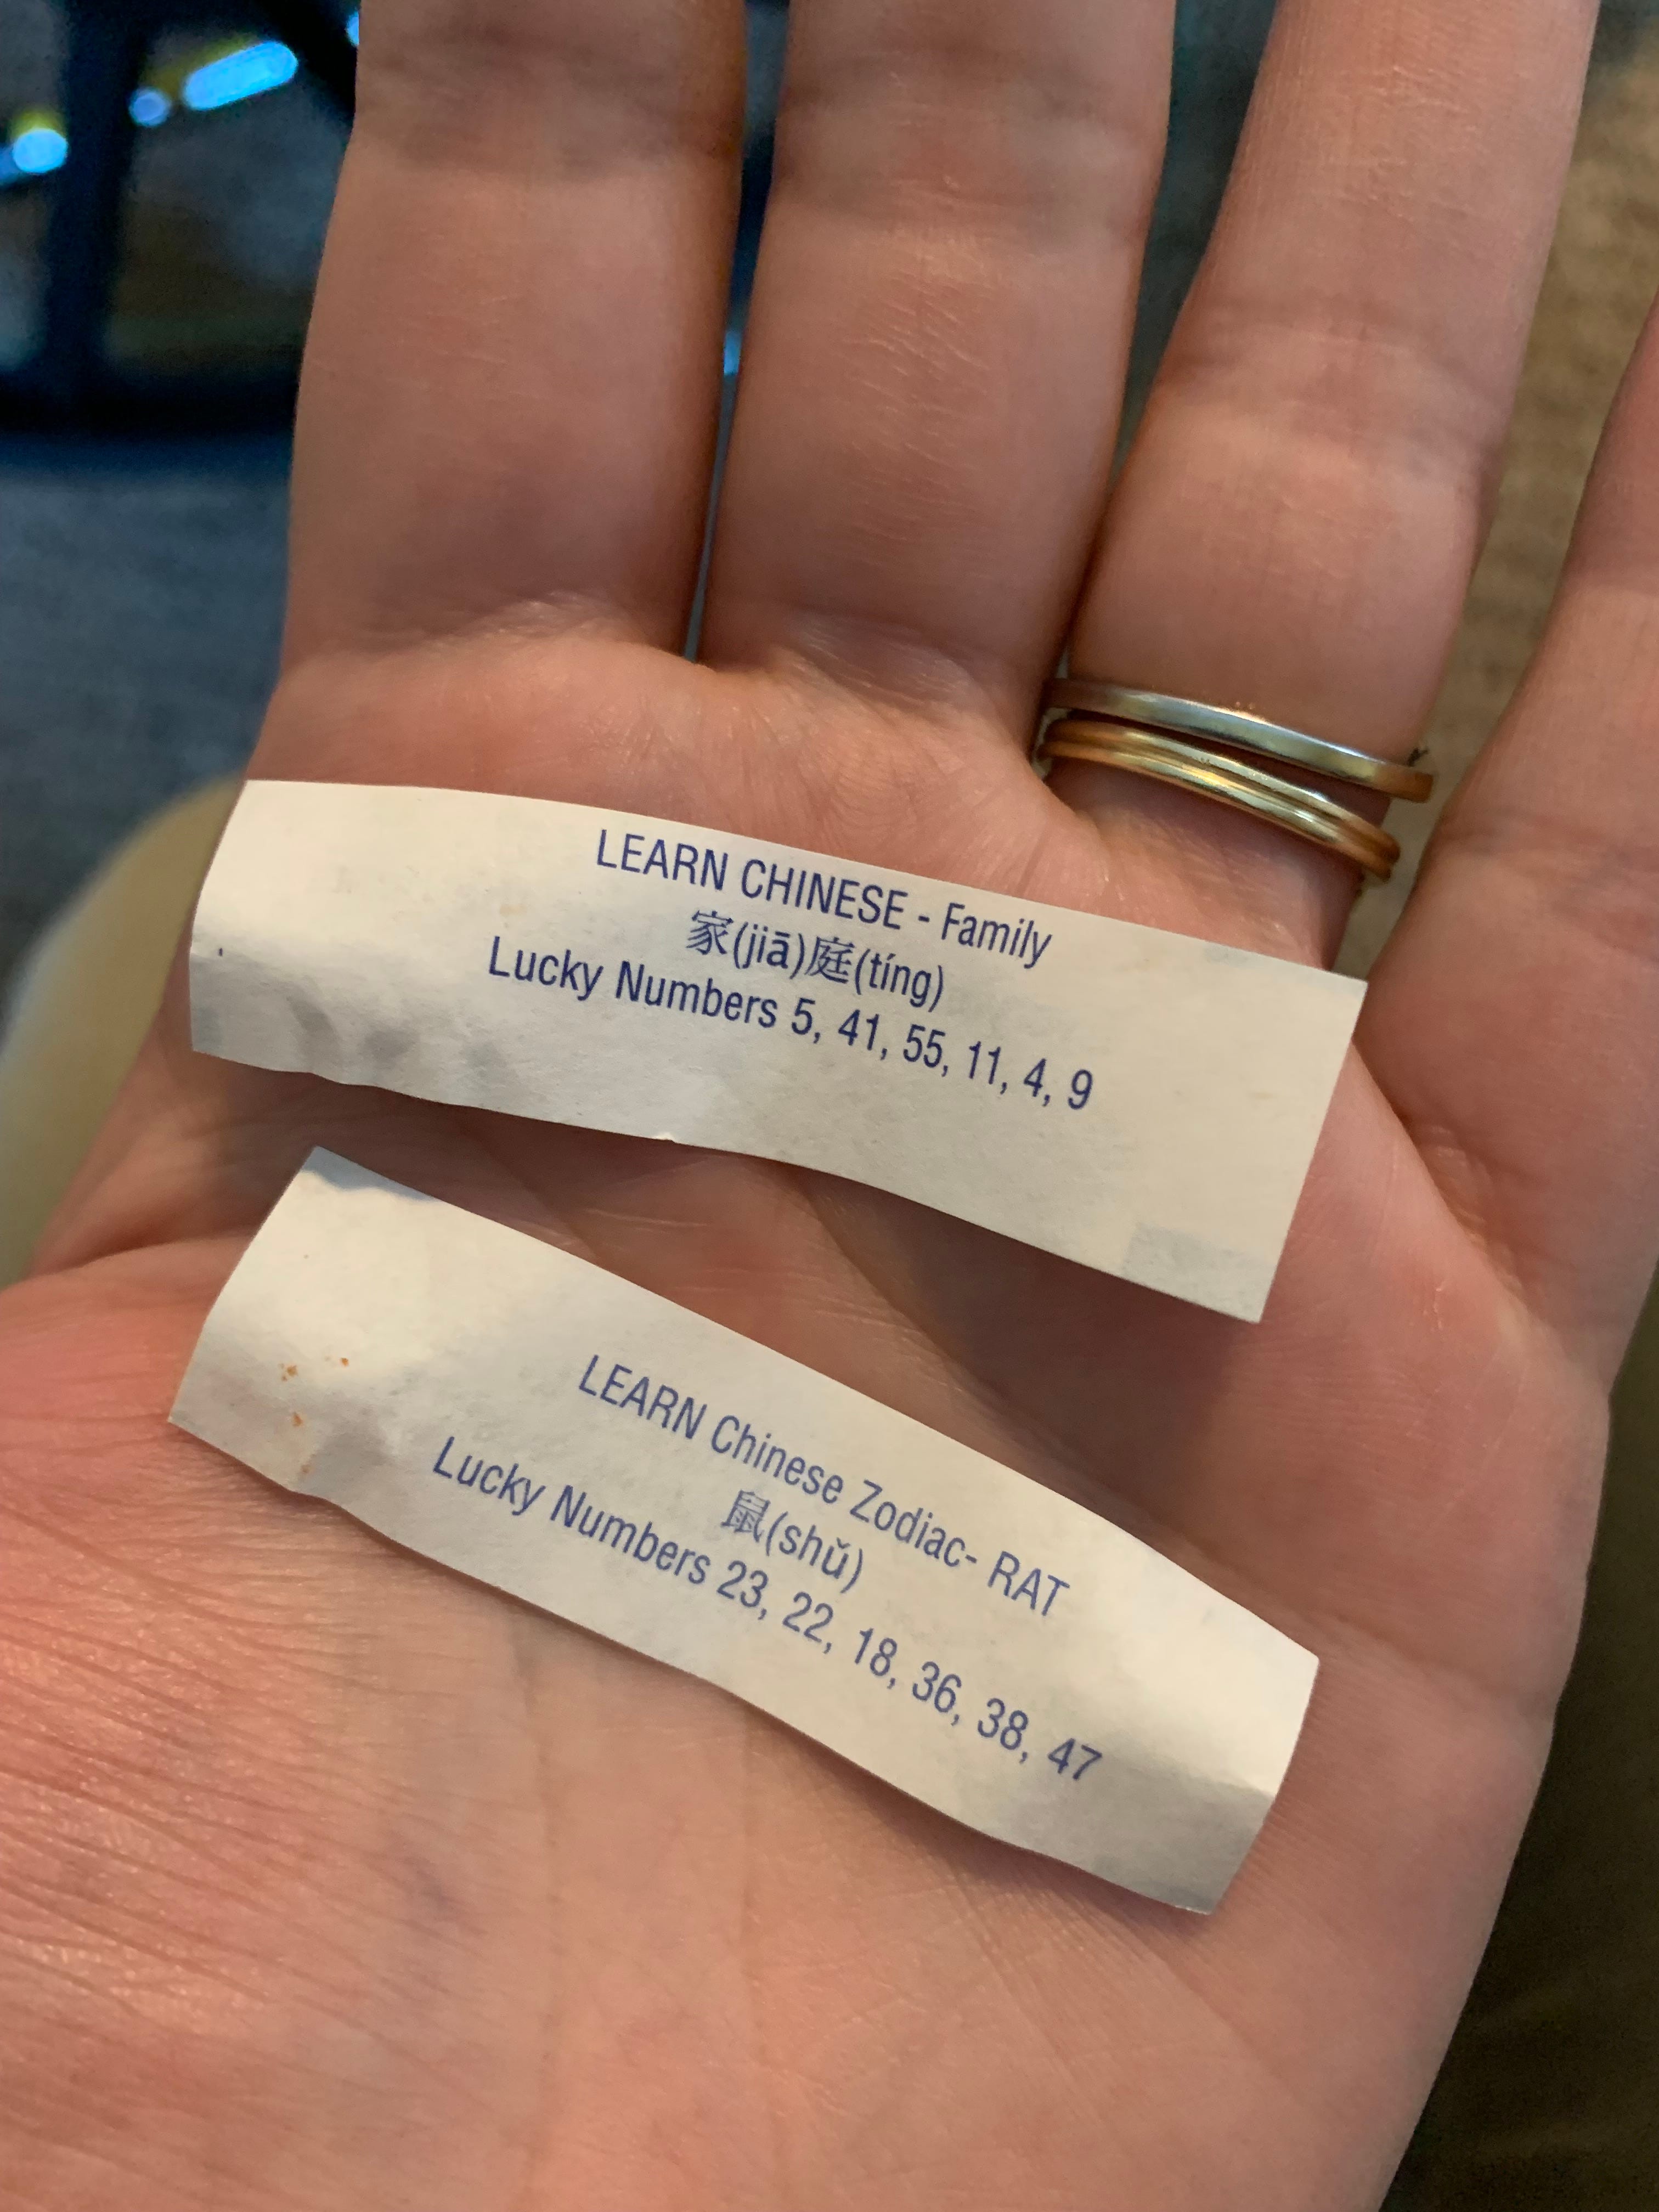 LEARN CHINESE - Family
家(jiā)庭(tíng)
Lucky Numbers 5, 41, 55, 11, 4, 9
LEARN Chinese Zodiac- RAT
鼠(shǔ)
Lucky Numbers 23, 22, 18, 36, 38, 47